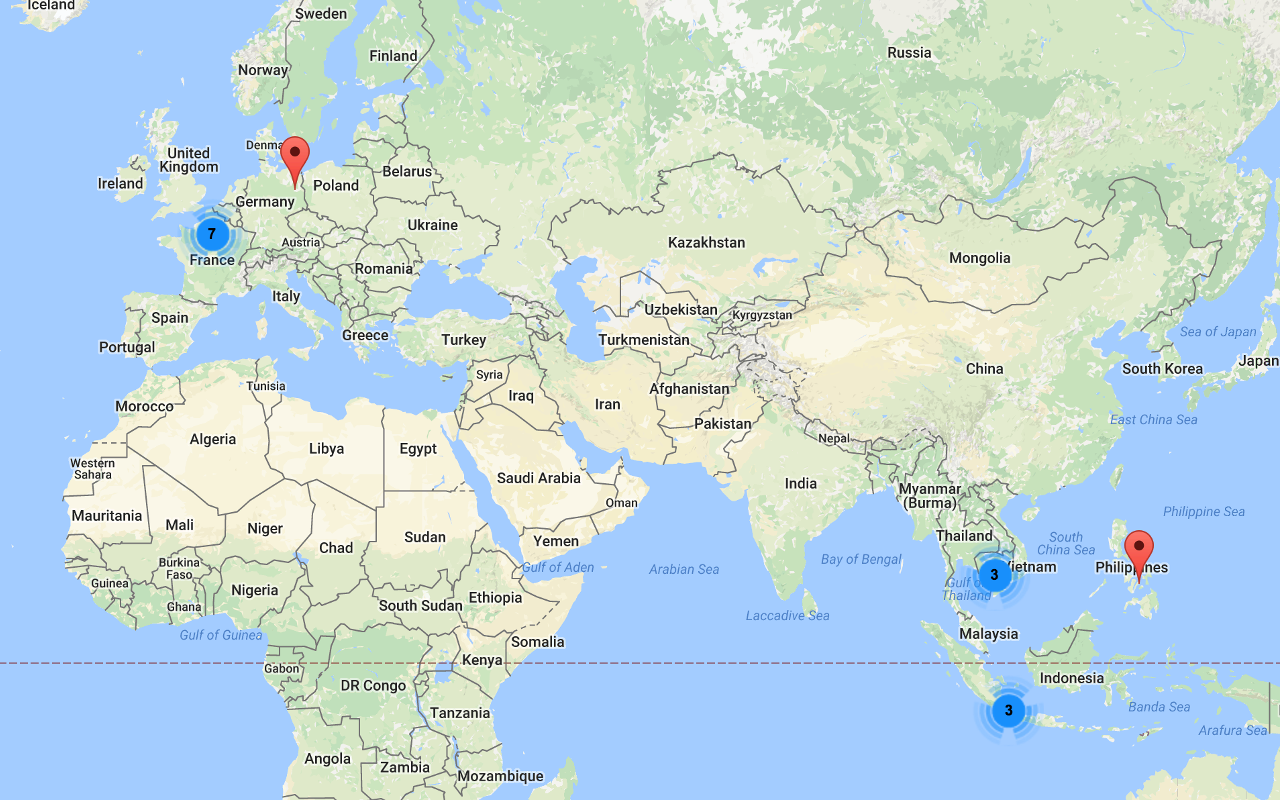 Iceland
Sweden
Finland
Russia
Norway
United
Kingdom
Ireland
Belarus
Poland
Germany
Ukraine
7
France
Austria
Kazakhstan
Mongolia
Romania
Italy
Spain
Uzbekistan
Kyrgyzstan
Sea of Japan
Portugal
Greece
Turkey
Turkmenistan
China
South Korea
Japan
Tunisia
Syria
Afghanistan
Morocco
Iraq
Iran
Pakistan
East China Sea
Algeria
Libya
Egypt
Nepal
Western
Sahara
Saudi Arabia
India
Myanmar
(Burma)
Oman
Philippine Sea
Mauritania
Mali
Niger
Chad
Sudan
Yemen
Thailand
South
China Sea
Burkina
Faso
Gulf of Aden
Arabian Sea
Bay of Bengal
Vietnam
Philippines
3
Guinea
Nigeria
Ethiopia
Gulf of
Thailand
Ghana
South Sudan
Laccadive Sea
Gulf of Guinea
Somalia
Malaysia
Gabon
Kenya
DR Congo
Indonesia
Tanzania
3
Banda Sea
Arafura Sea
Angola
Zambia
Mozambique